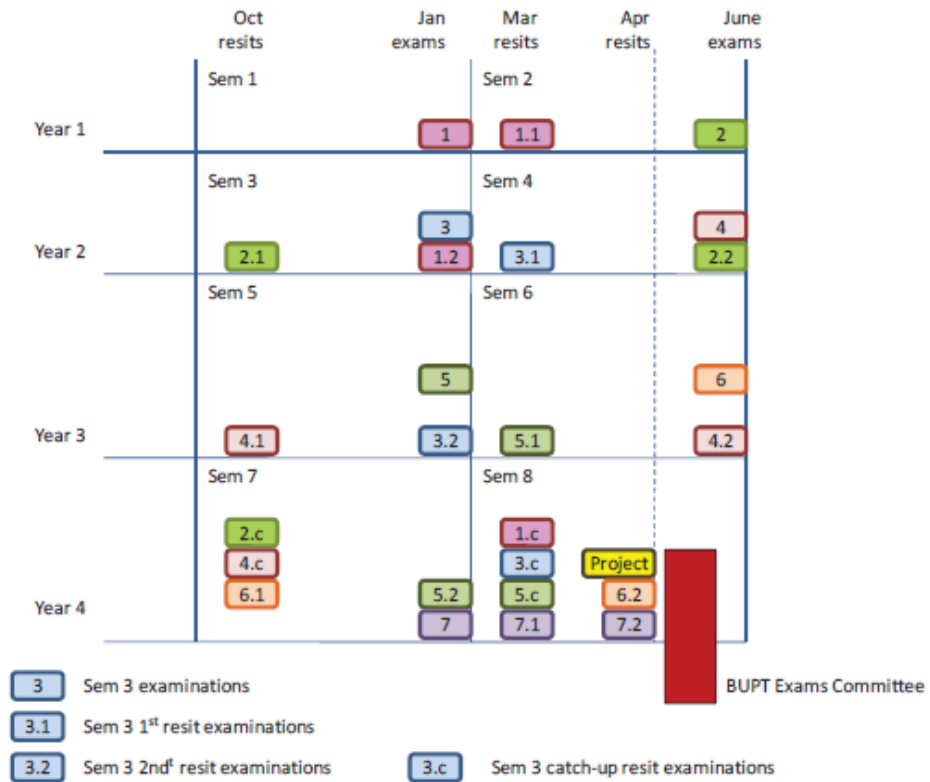 Oct resits
Jan exams
Mar resits
Apr resits
June exams
Sem 1
Sem 2
Year 1
1
1.1
2
Sem 3
Sem 4
3
4
Year 2
2.1
1.2
3.1
2.2
Sem 5
Sem 6
5
6
Year 3
4.1
3.2
5.1
4.2
Sem 7
Sem 8
2.c
1.c
4.c
3.c
Project
Year 4
6.1
5.2
5.c
6.2
7
7.1
7.2
3 Sem 3 examinations
BUPT Exams Committee
3.1 Sem 3 1st resit examinations
3.2 Sem 3 2ndt resit examinations
3.c Sem 3 catch-up resit examinations